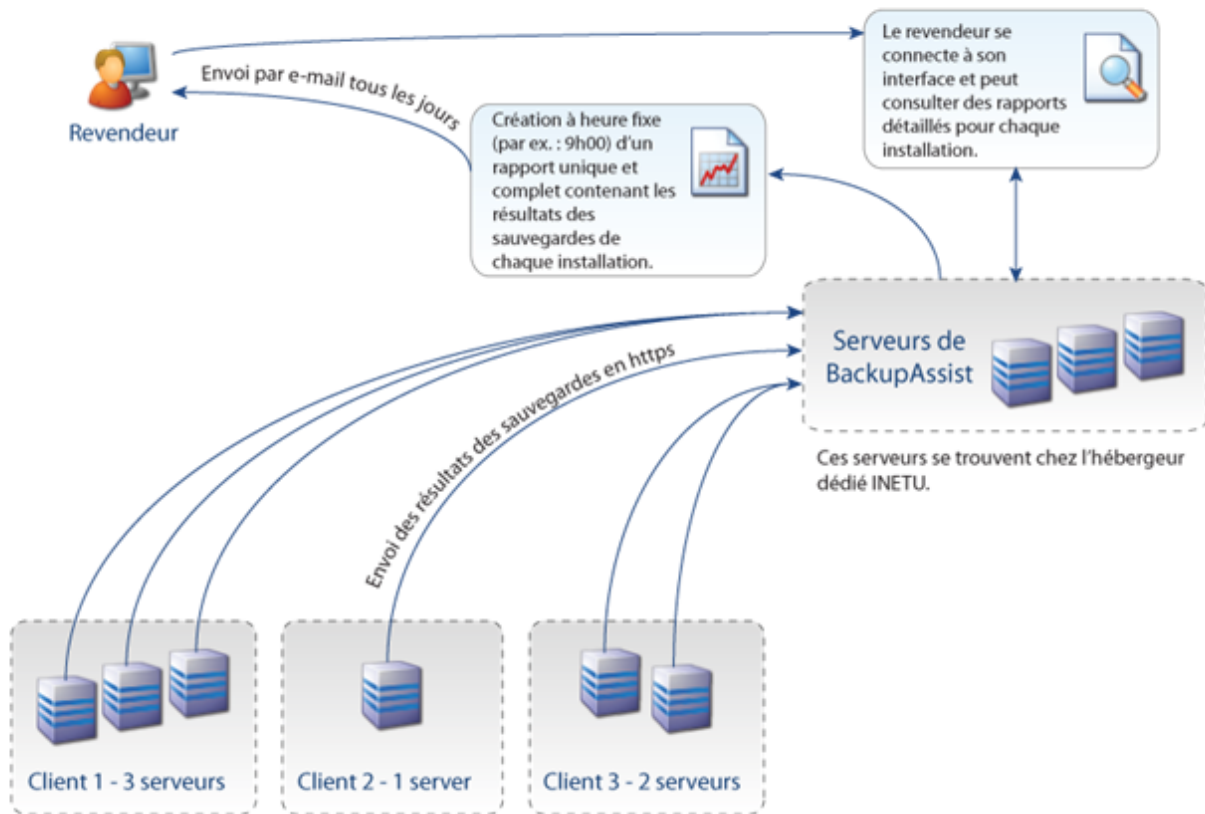 Revendeur
Envoi par e-mail tous les jours
Création à heure fixe
(par ex. : 9h00) d'un
rapport unique et
complet contenant les
résultats des
sauvegardes de
chaque installation.
Le revendeur se
connecte à son
interface et peut
consulter des rapports
détaillés pour chaque
installation.
Serveurs de
BackupAssist
Ces serveurs se trouvent chez l'hébergeur
dédié INETU.
Envoi des résultats des sauvegardes en https
Client 1 - 3 serveurs
Client 2 - 1 server
Client 3 - 2 serveurs